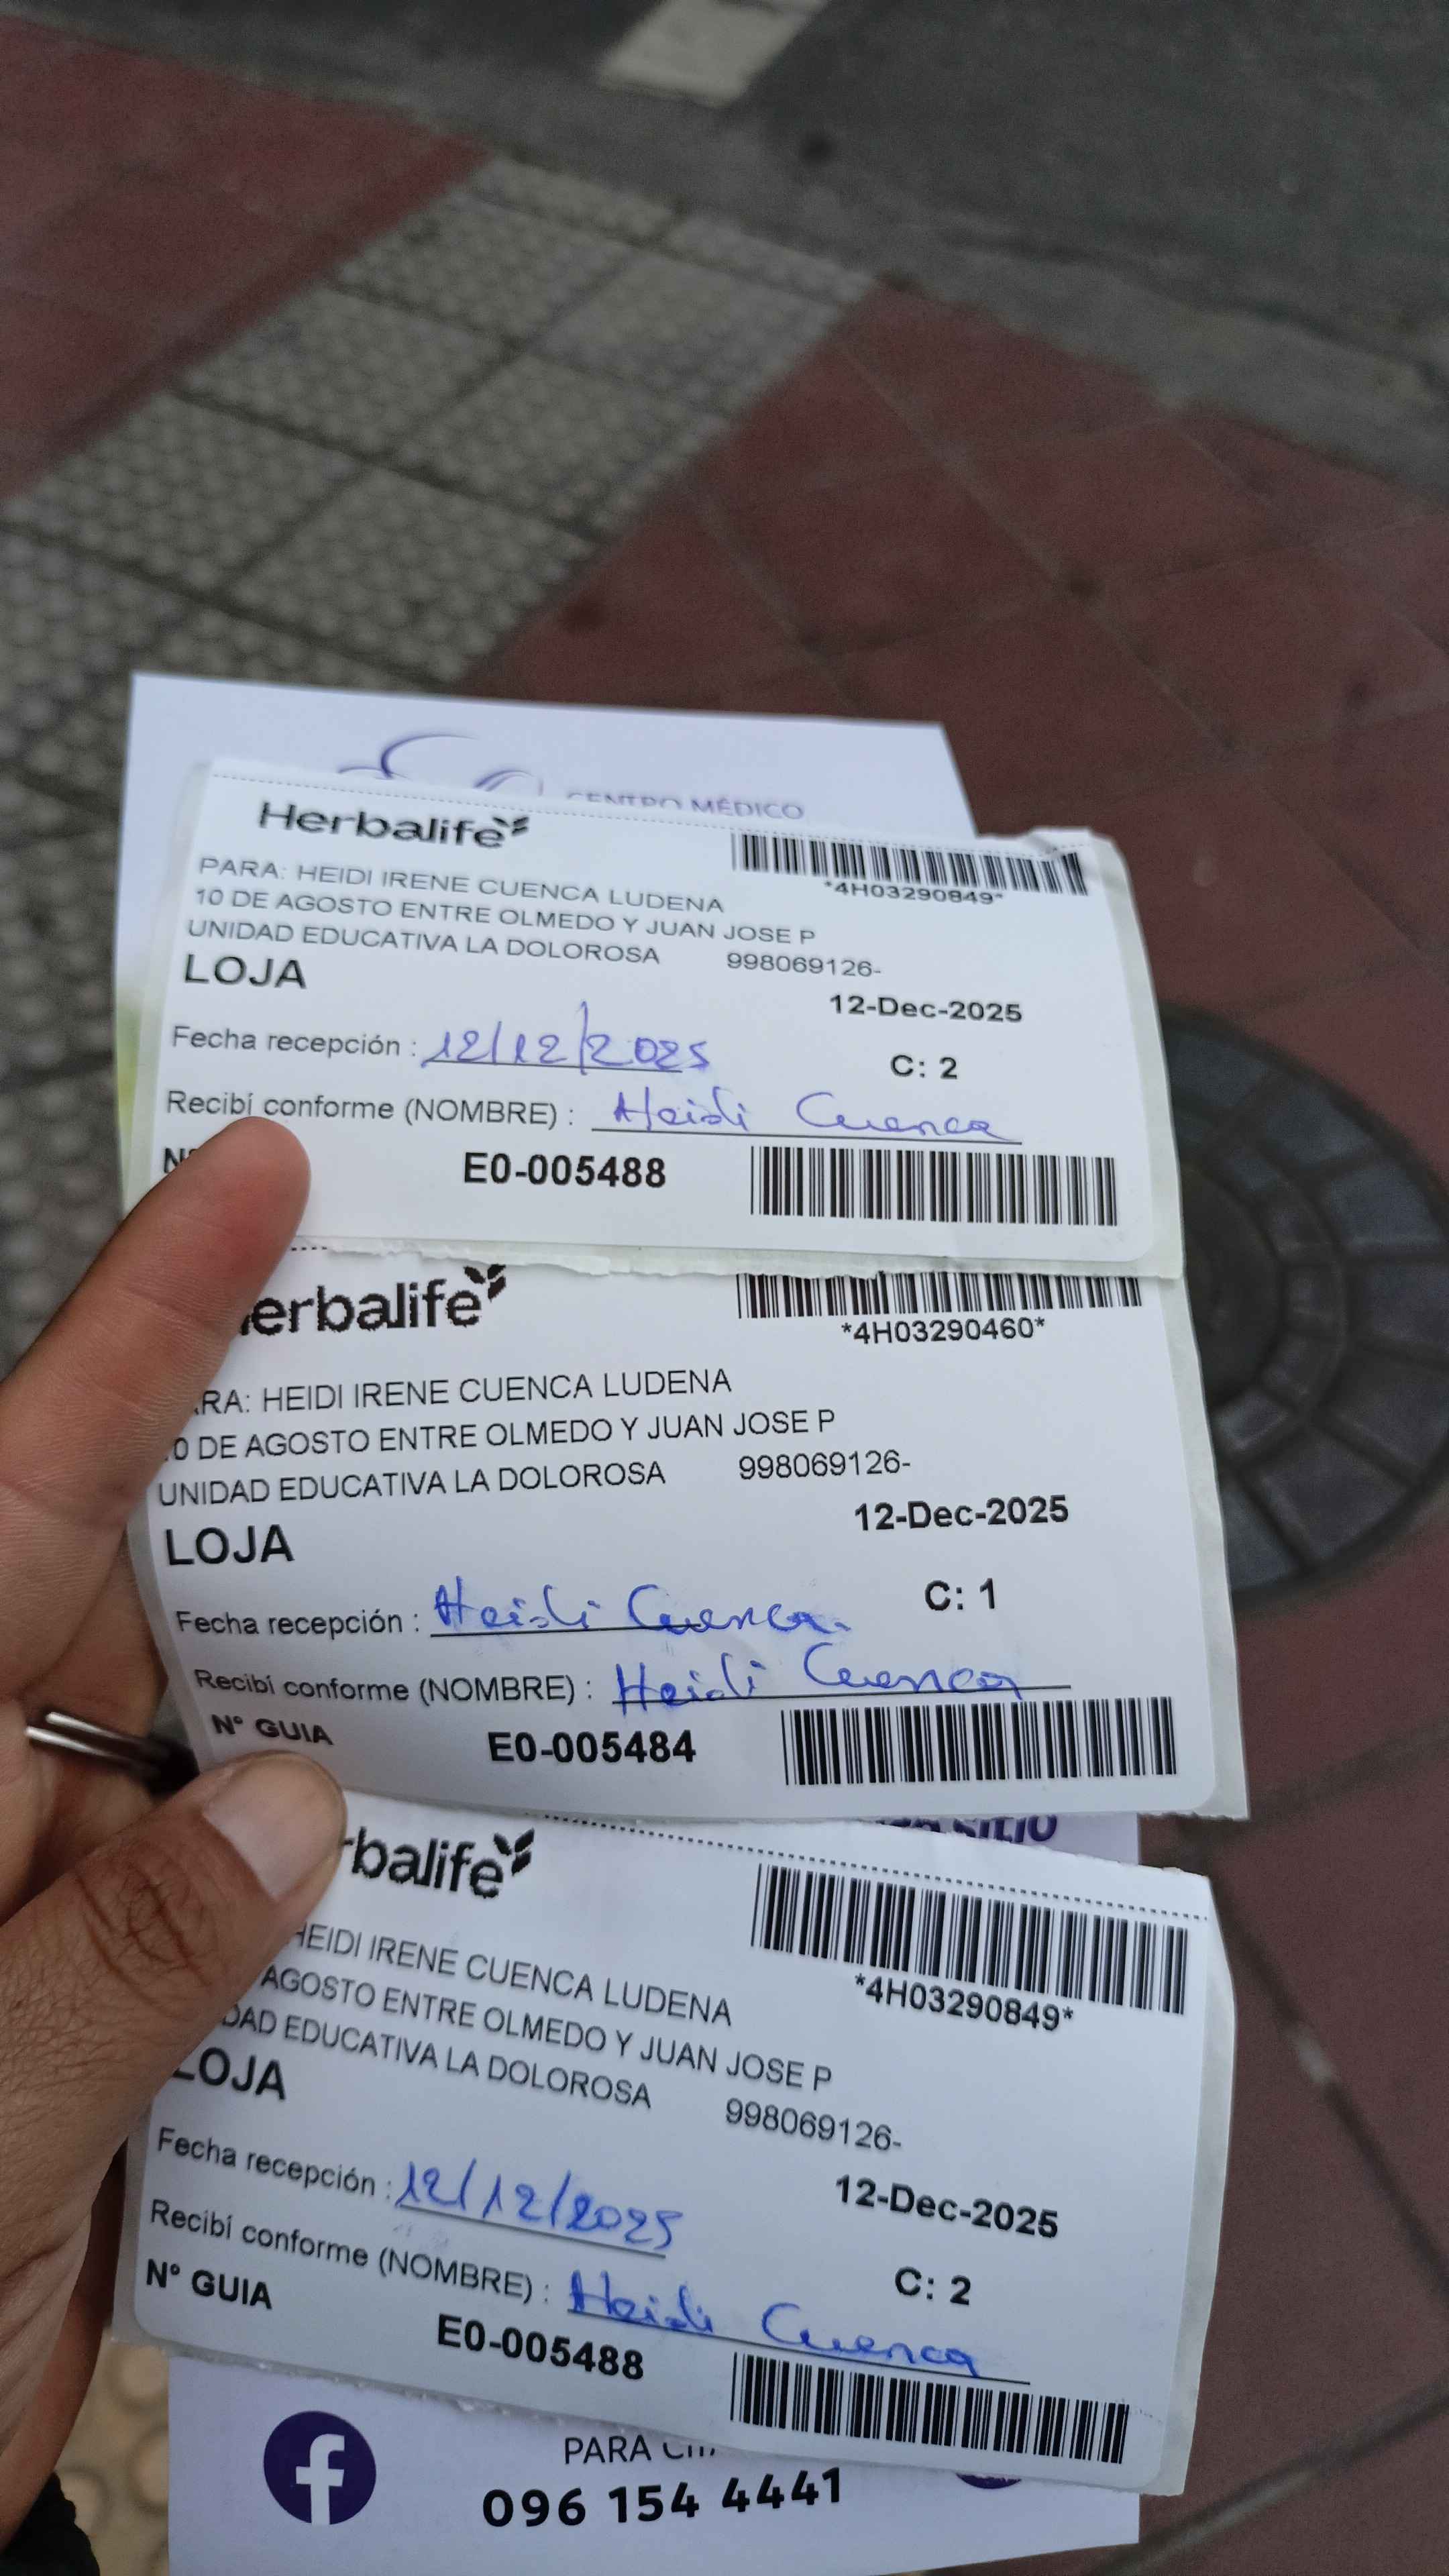 CENTRO MÉDICO
Herbalife
*4H03290849*
PARA: HEIDI IRENE CUENCA LUDENA
10 DE AGOSTO ENTRE OLMEDO Y JUAN JOSE P
UNIDAD EDUCATIVA LA DOLOROSA 998069126-
LOJA
12-Dec-2025
Fecha recepción : 12/12/2025
C: 2
Recibí conforme (NOMBRE) : Heidi Cuenca
E0-005488
erbalife
*4H03290460*
RA: HEIDI IRENE CUENCA LUDENA
0 DE AGOSTO ENTRE OLMEDO Y JUAN JOSE P
UNIDAD EDUCATIVA LA DOLOROSA 998069126-
12-Dec-2025
LOJA
C: 1
Fecha recepción : Heidi Cuenca
Recibí conforme (NOMBRE) : Heidi Cuenca
N° GUIA E0-005484
SITIO
rbalife
*4H03290849*
HEIDI IRENE CUENCA LUDENA
AGOSTO ENTRE OLMEDO Y JUAN JOSE P
DAD EDUCATIVA LA DOLOROSA 998069126-
LOJA
12-Dec-2025
Fecha recepción : 12/12/2025
C: 2
Recibí conforme (NOMBRE) : Heidi Cuenca
N° GUIA E0-005488
PARA
096 154 4441